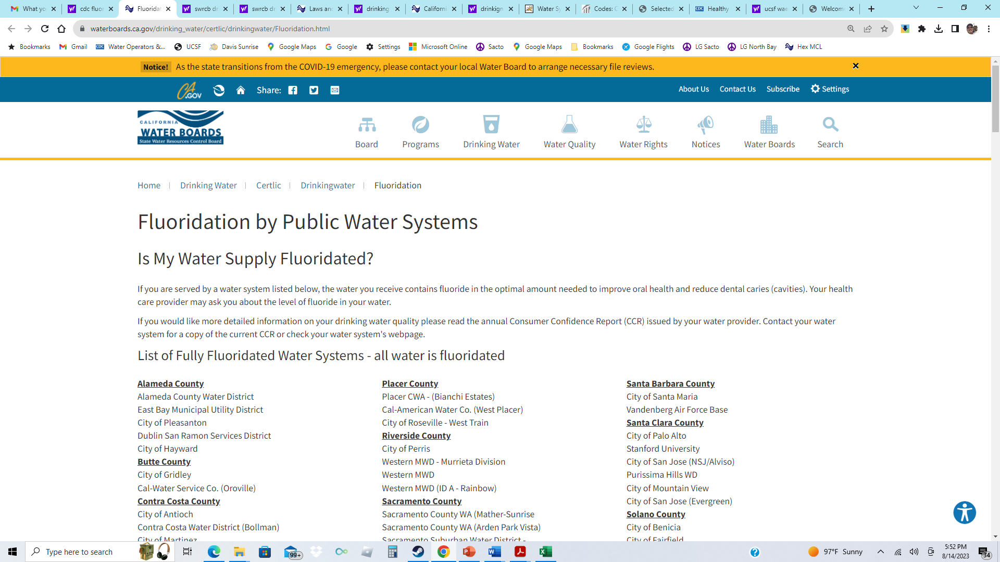 What yo
cdc fluor
Fluoridat
swrcb dr
swrcb dr
Laws and
drinking
Californi
drinkign
Water Sy
Codes: C
Selected
Healthy
ucsf wae
Welcom
waterboards.ca.gov/drinking_water/certlic/drinkingwater/Fluoridation.html
Bookmarks
Gmail
CDC Water Operators &...
UCSF
Davis Sunrise
Google Maps
Google
Settings
Microsoft Online
Sacto
Google Maps
Bookmarks
Google Flights
LG Sacto
LG North Bay
Hex MCL
Notice! As the state transitions from the COVID-19 emergency, please contact your local Water Board to arrange necessary file reviews.
CA.GOV
Share:
About Us
Contact Us
Subscribe
Settings
CALIFORNIA
WATER BOARDS
State Water Resources Control Board
Board
Programs
Drinking Water
Water Quality
Water Rights
Notices
Water Boards
Search
Home
Drinking Water
Certlic
Drinkingwater
Fluoridation
Fluoridation by Public Water Systems
Is My Water Supply Fluoridated?
If you are served by a water system listed below, the water you receive contains fluoride in the optimal amount needed to improve oral health and reduce dental caries (cavities). Your health
care provider may ask you about the level of fluoride in your water.
If you would like more detailed information on your drinking water quality please read the annual Consumer Confidence Report (CCR) issued by your water provider. Contact your water
system for a copy of the current CCR or check your water system's webpage.
List of Fully Fluoridated Water Systems - all water is fluoridated
Alameda County
Alameda County Water District
East Bay Municipal Utility District
City of Pleasanton
Dublin San Ramon Services District
City of Hayward
Butte County
City of Gridley
Cal-Water Service Co. (Oroville)
Contra Costa County
City of Antioch
Contra Costa Water District (Bollman)
City of Martinez
Placer County
Placer CWA - (Bianchi Estates)
Cal-American Water Co. (West Placer)
City of Roseville - West Train
Riverside County
City of Perris
Western MWD - Murrieta Division
Western MWD
Western MWD (ID A - Rainbow)
Sacramento County
Sacramento County WA (Mather-Sunrise
Sacramento County WA (Arden Park Vista)
Sacramento Suburban Water District -
Santa Barbara County
City of Santa Maria
Vandenberg Air Force Base
Santa Clara County
City of Palo Alto
Stanford University
City of San Jose (NSJ/Alviso)
Purissima Hills WD
City of Mountain View
City of San Jose (Evergreen)
Solano County
City of Benicia
City of Fairfield
Type here to search
99+
97°F Sunny
5:52 PM
8/14/2023
34